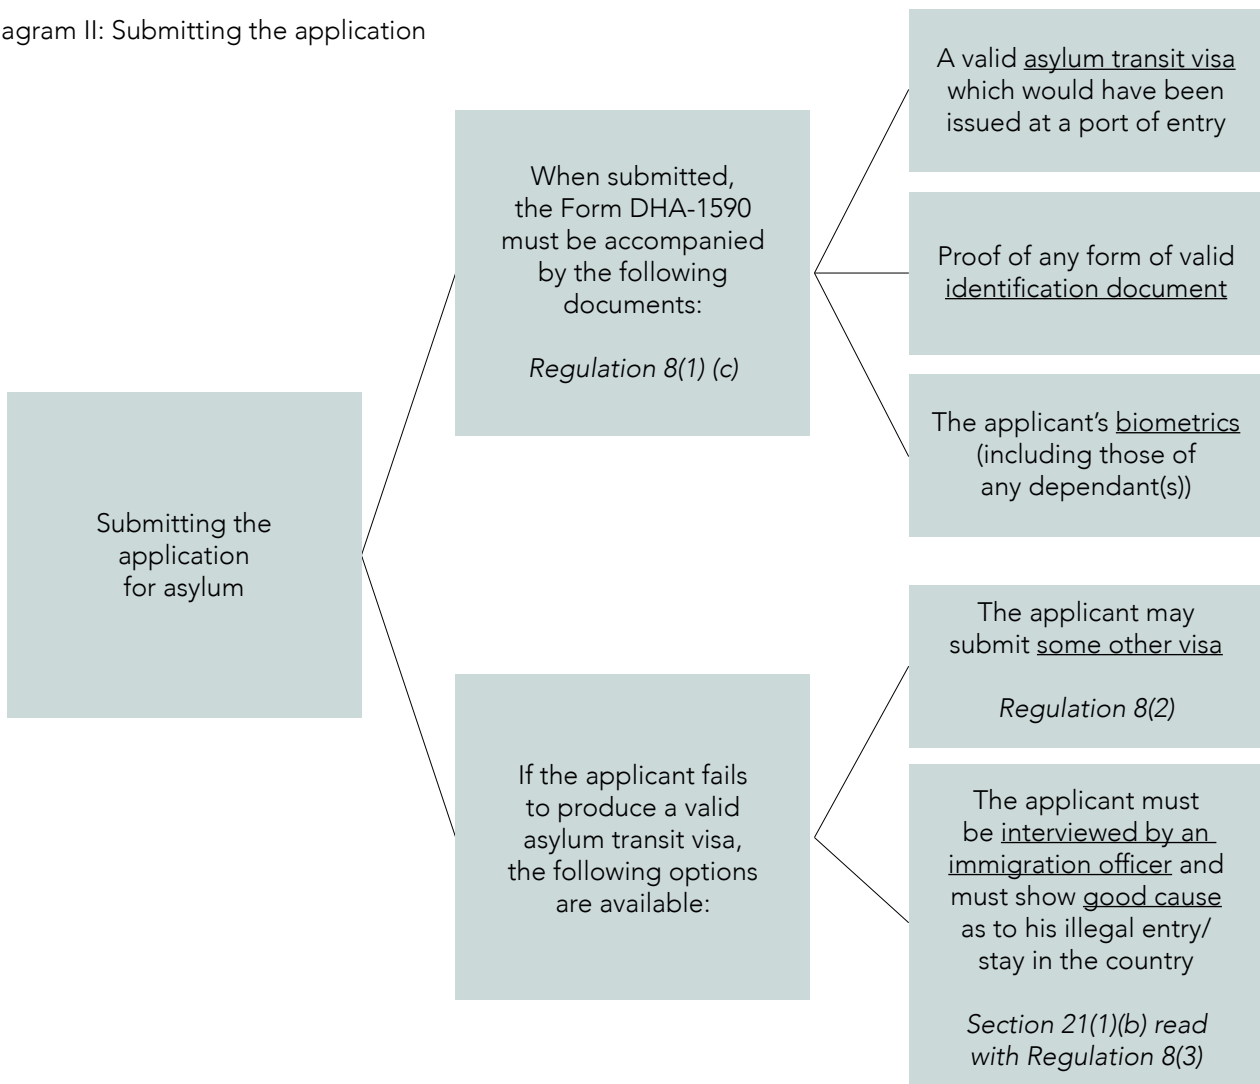 agram II: Submitting the application
Submitting the
application
for asylum
When submitted,
the Form DHA-1590
must be accompanied
by the following
documents:
Regulation 8(1) (c)
A valid asylum transit visa
which would have been
issued at a port of entry
Proof of any form of valid
identification document
The applicant’s biometrics
(including those of
any dependant(s))
If the applicant fails
to produce a valid
asylum transit visa,
the following options
are available:
The applicant may
submit some other visa
Regulation 8(2)
The applicant must
be interviewed by an
immigration officer and
must show good cause
as to his illegal entry/
stay in the country
Section 21(1)(b) read
with Regulation 8(3)